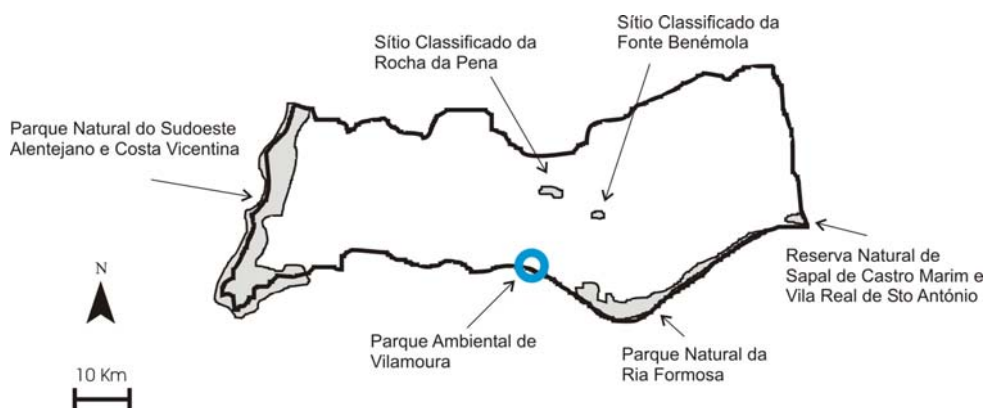 Sítio Classificado da
Rocha da Pena
Sítio Classificado da
Fonte Benémola
Parque Natural do Sudoeste
Alentejano e Costa Vicentina
N
10 Km
Parque Ambiental de
Vilamoura
Parque Natural da
Ria Formosa
Reserva Natural de
Sapal de Castro Marim e
Vila Real de Sto António